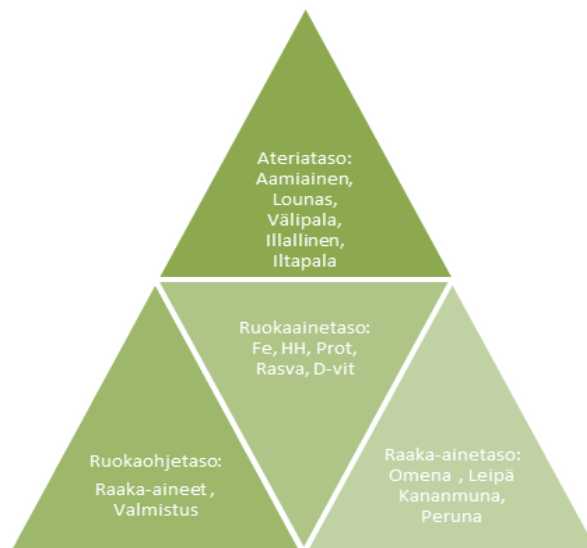 Ateriataso:
Aamiainen,
Lounas,
Välipala,
Illallinen,
Iltapala
Ruokaainetaso:
Fe, HH, Prot,
Rasva, D-vit
Ruokaohjetaso:
Raaka-aineet ,
Valmistus
Raaka-ainetaso:
Omena , Leipä
Kananmuna,
Peruna